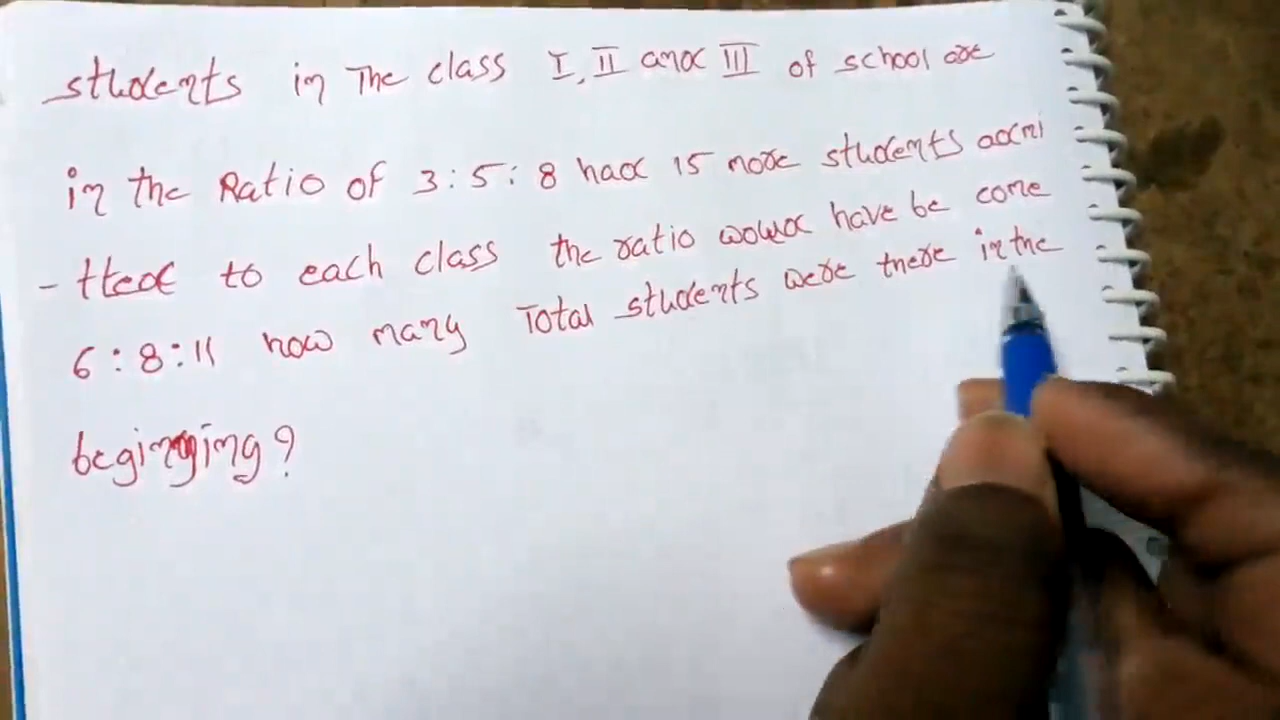 students in The class I, II and III of school are
in the Ratio of 3 : 5 : 8 had 15 more students admi
- tted to each class the ratio would have be come
6 : 8 : 11 how many Total students were there in the
beginging?